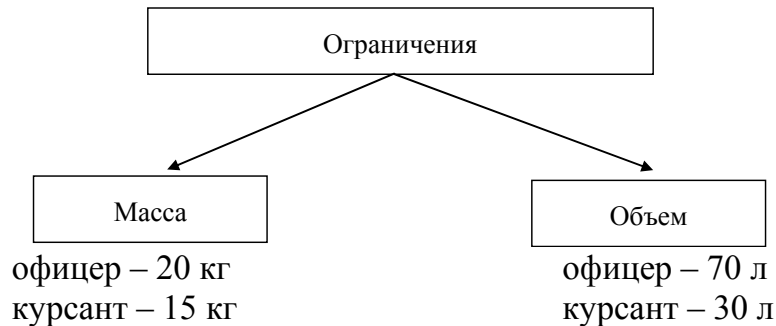 Ограничения
Масса
офицер – 20 кг
курсант – 15 кг
Объем
офицер – 70 л
курсант – 30 л